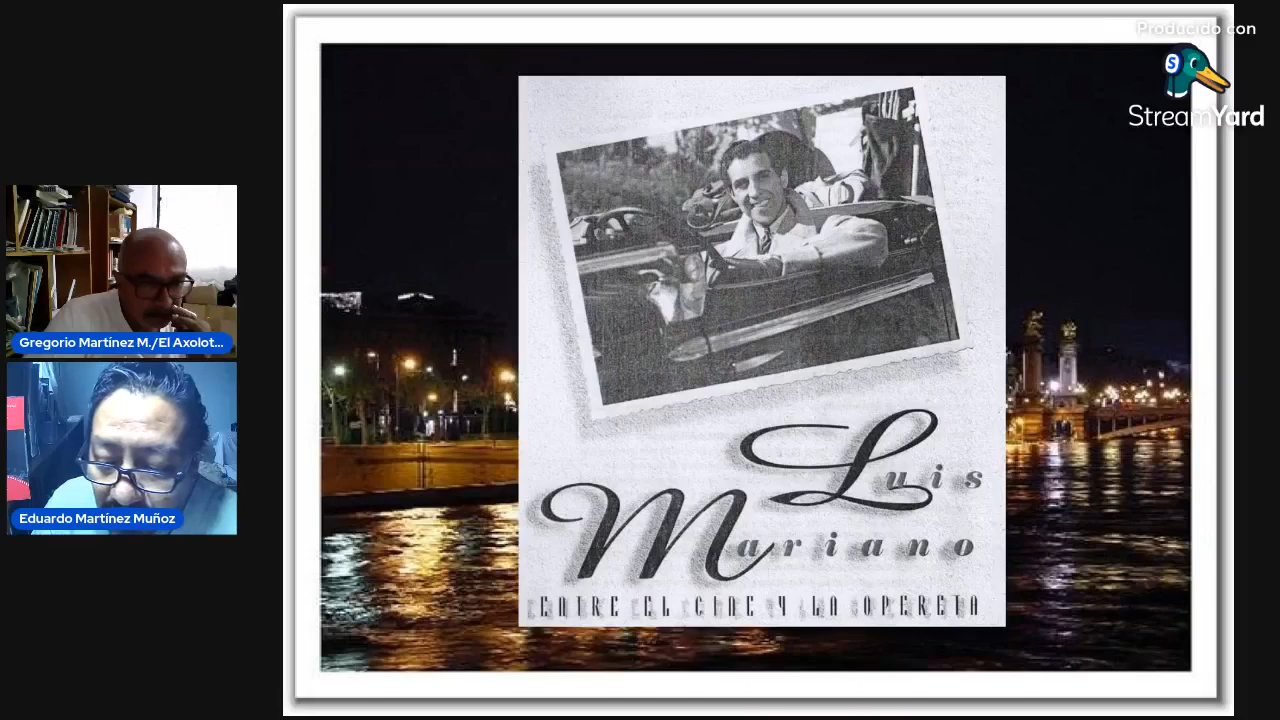 Producido con
StreamYard
Luis
Mariano
ENTRE EL CINE Y LA OPERETA
Gregorio Martínez M./El Axolot...
Eduardo Martínez Muñoz